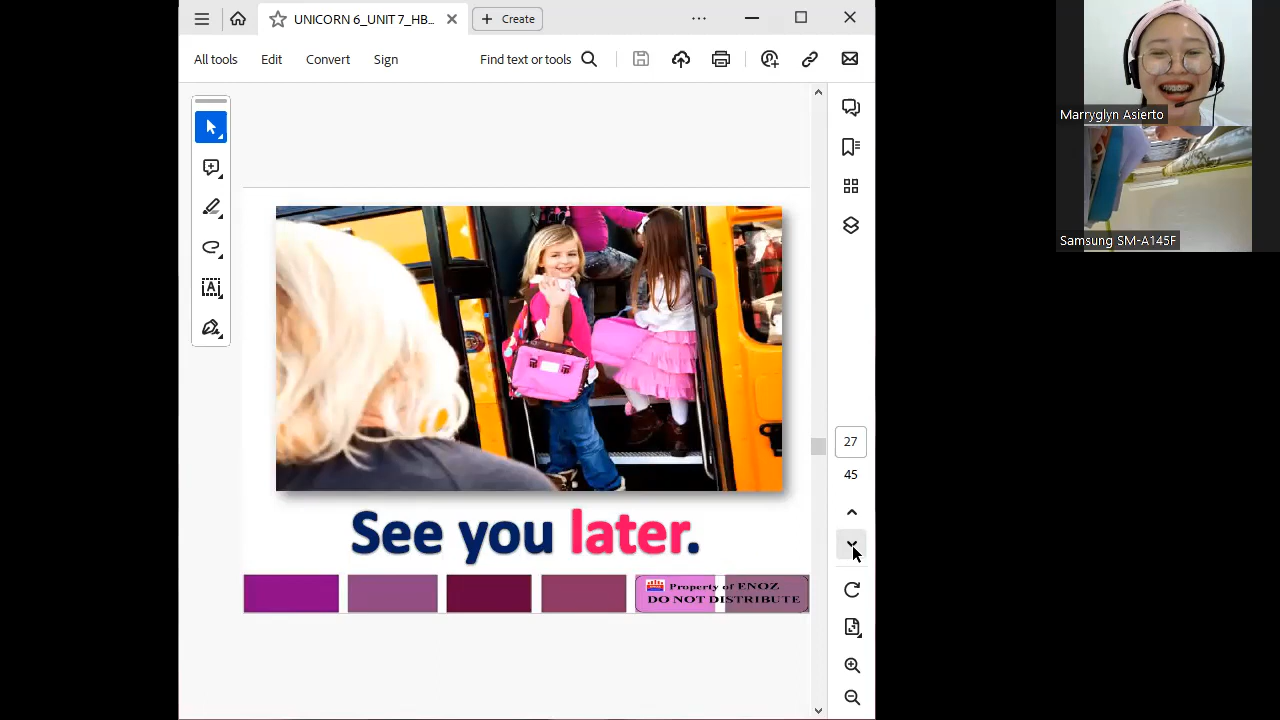 UNICORN 6_UNIT 7_HB...
Create
All tools
Edit
Convert
Sign
Find text or tools
Marryglyn Asierto
Samsung SM-A145F
27
45
See you later.
Property of ENOZ
DO NOT DISTRIBUTE